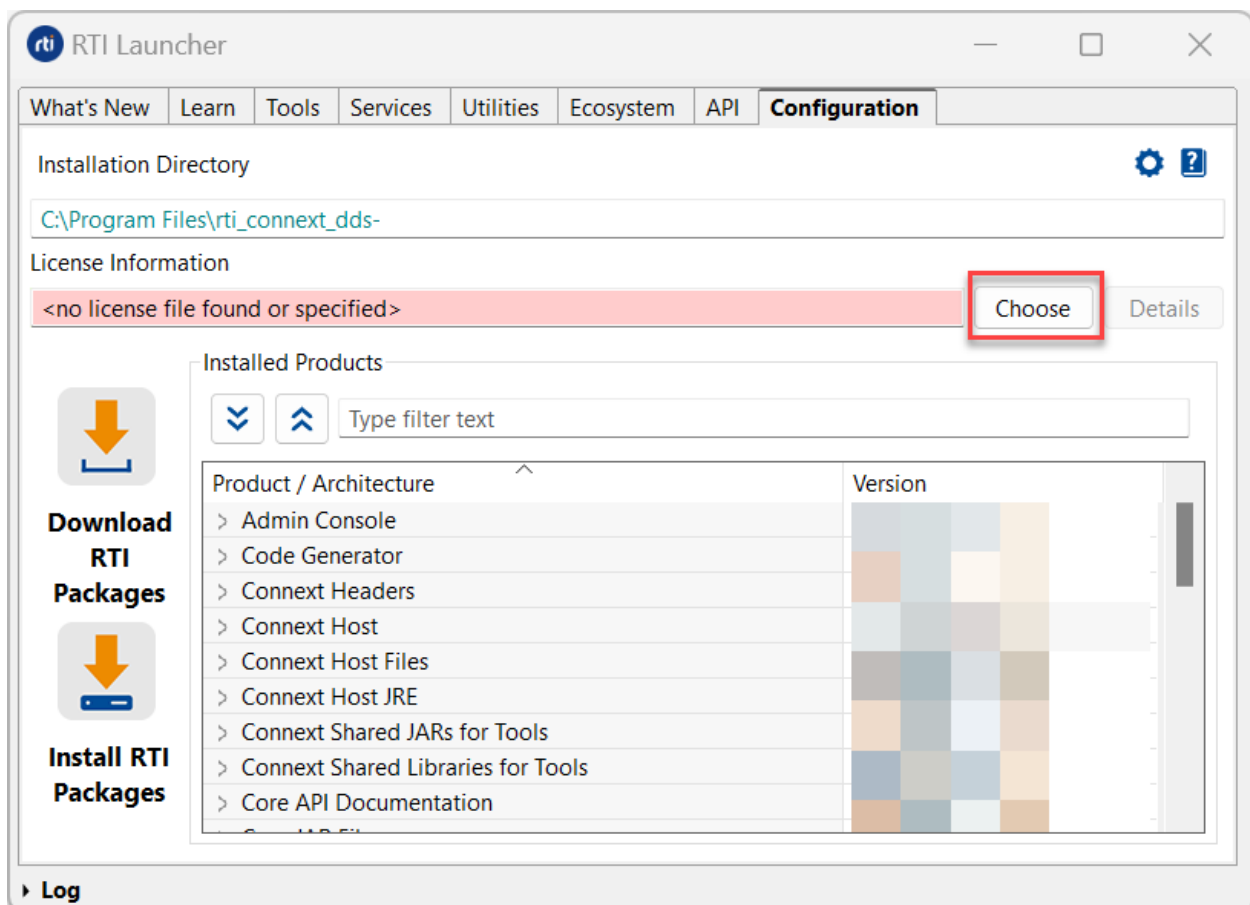 rti RTI Launcher
What's New Learn Tools Services Utilities Ecosystem API Configuration
Installation Directory
C:\Program Files\rti_connext_dds-
License Information
<no license file found or specified> Choose Details
Installed Products
Type filter text
Product / Architecture Version
Admin Console
Code Generator
Connext Headers
Connext Host
Connext Host Files
Connext Host JRE
Connext Shared JARs for Tools
Connext Shared Libraries for Tools
Core API Documentation
Download
RTI
Packages
Install RTI
Packages
Log